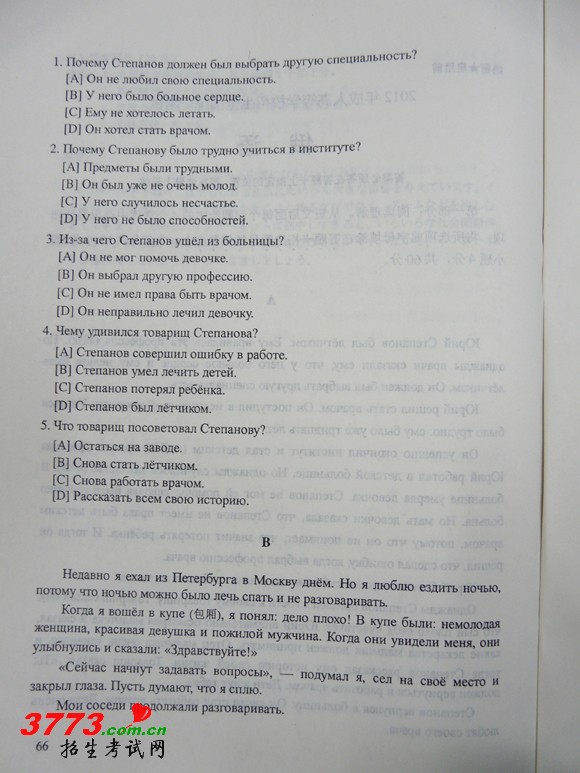 1. Почему Степанов должен был выбрать другую специальность?
[A] Он не любил свою специальность.
[B] У него было больное сердце.
[C] Ему не хотелось летать.
[D] Он хотел стать врачом.
2. Почему Степанову было трудно учиться в институте?
[A] Предметы были трудными.
[B] Он был уже не очень молод.
[C] У него случилось несчастье.
[D] У него не было способностей.
3. Из-за чего Степанов ушёл из больницы?
[A] Он не мог помочь девочке.
[B] Он выбрал другую профессию.
[C] Он не имел права быть врачом.
[D] Он неправильно лечил девочку.
4. Чему удивился товарищ Степанова?
[A] Степанов совершил ошибку в работе.
[B] Степанов умел лечить детей.
[C] Степанов потерял ребёнка.
[D] Степанов был лётчиком.
5. Что товарищ посоветовал Степанову?
[A] Остаться на заводе.
[B] Снова стать лётчиком.
[C] Снова работать врачом.
[D] Рассказать всем свою историю.
B
Недавно я ехал из Петербурга в Москву днём. Но я люблю ездить ночью,
потому что ночью можно было лечь спать и не разговаривать.
Когда я вошёл в купе (包厢), я понял: дело плохо! В купе были: немолодая
женщина, красивая девушка и пожилой мужчина. Когда они увидели меня, они
улыбнулись и сказали: «Здравствуйте!»
«Сейчас начнут задавать вопросы», — подумал я, сел на своё место и
закрыл глаза. Пусть думают, что я сплю.
Мои соседи продолжали разговаривать.
3773.com.cn
66 招生考试网